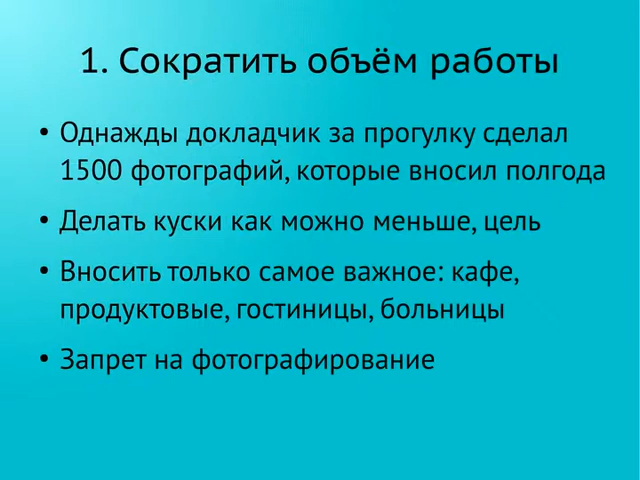 1. Сократить объём работы
• Однажды докладчик за прогулку сделал
1500 фотографий, которые вносил полгода
• Делать куски как можно меньше, цель
• Вносить только самое важное: кафе,
продуктовые, гостиницы, больницы
• Запрет на фотографирование